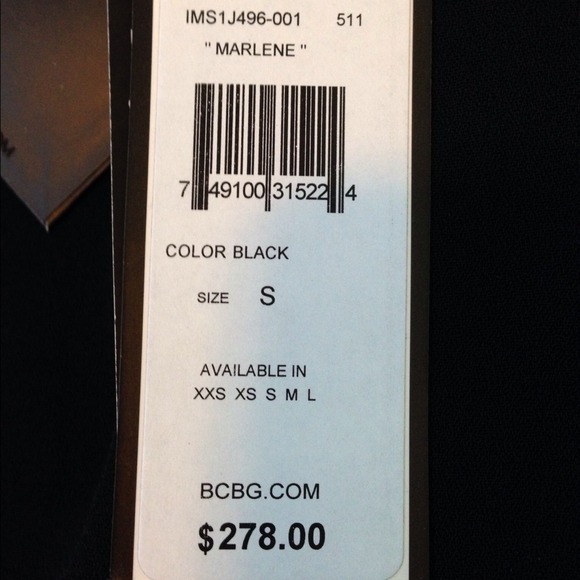 IMS1J496-001 511
" MARLENE "
7 49100 31522 4
COLOR BLACK
SIZE S
AVAILABLE IN
XXS XS S M L
BCBG.COM
$278.00